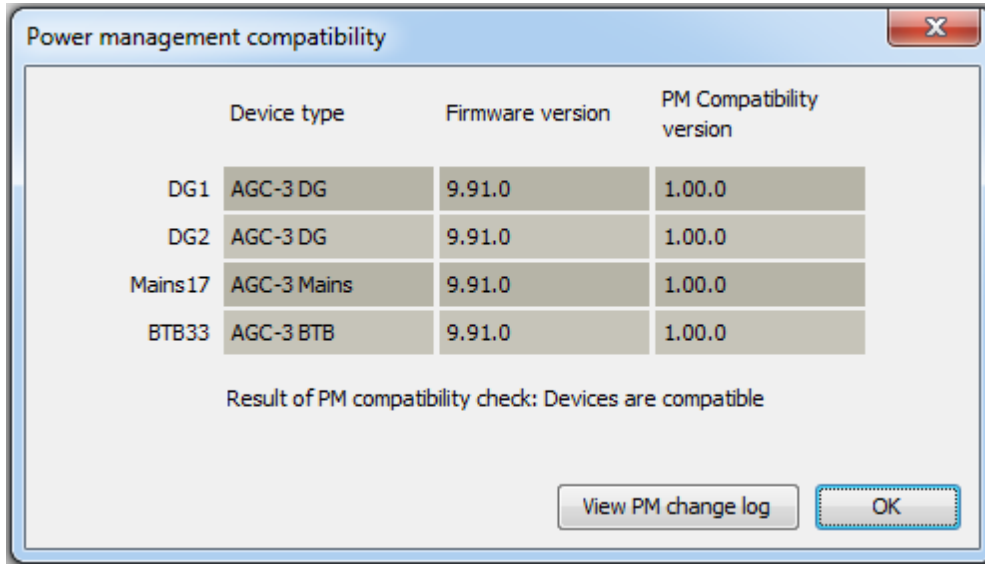 Power management compatibility
Device type Firmware version PM Compatibility
version
DG1 AGC-3 DG 9.91.0 1.00.0
DG2 AGC-3 DG 9.91.0 1.00.0
Mains17 AGC-3 Mains 9.91.0 1.00.0
BTB33 AGC-3 BTB 9.91.0 1.00.0
Result of PM compatibility check: Devices are compatible
View PM change log OK